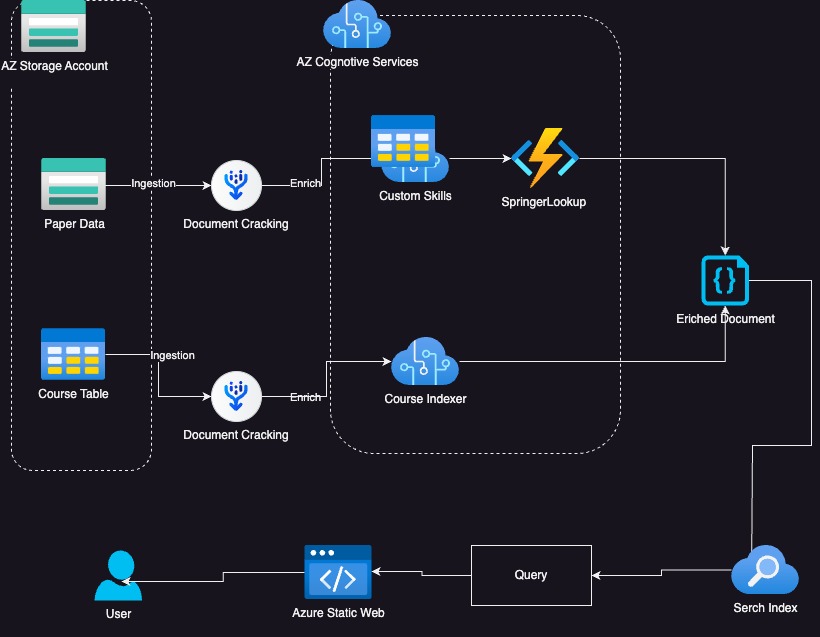 AZ Storage Account
AZ Cognotive Services
Custom Skills
SpringerLookup
Ingestion
Enrich
Paper Data
Document Cracking
{}
Eriched Document
Ingestion
Course Table
Enrich
Course Indexer
Document Cracking
Query
</>
User
Azure Static Web
Serch Index